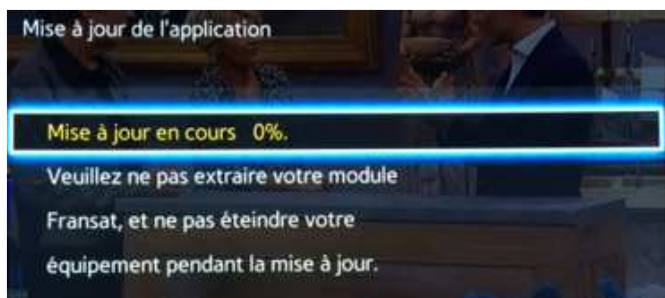 Mise à jour de l'application
Mise à jour en cours 0%.
Veuillez ne pas extraire votre module
Fransat, et ne pas éteindre votre
équipement pendant la mise à jour.